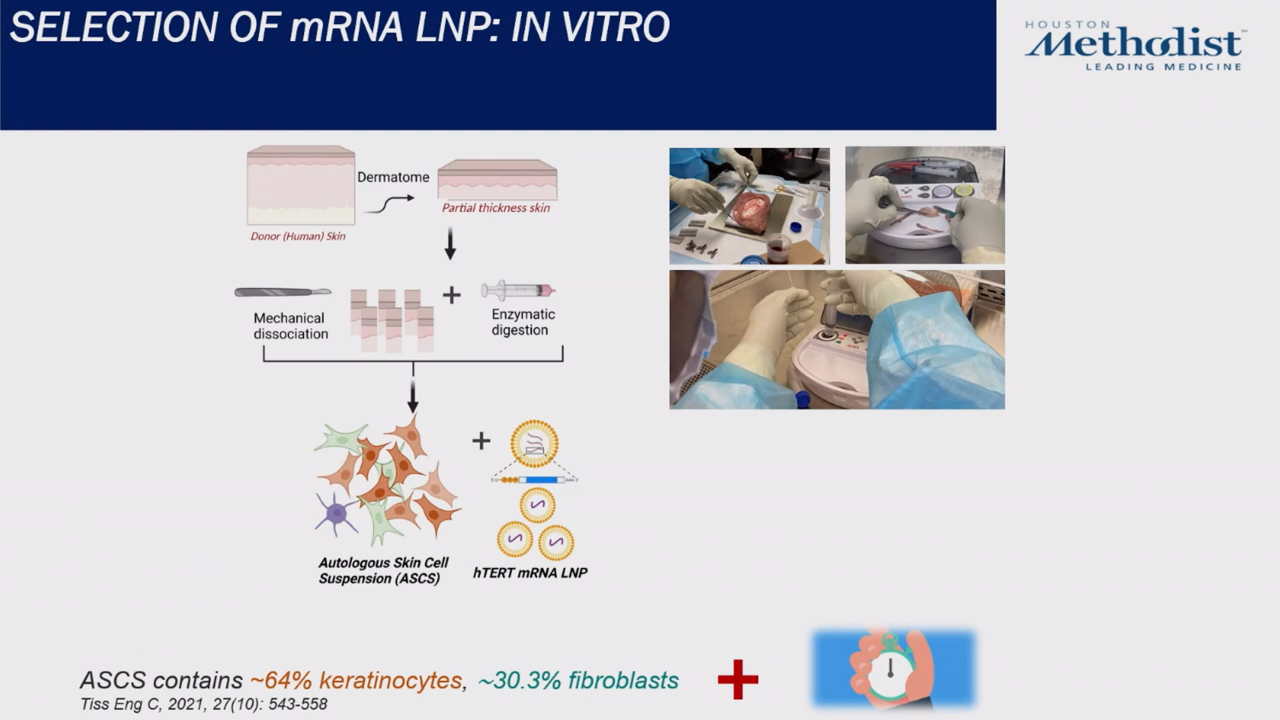 SELECTION OF mRNA LNP: IN VITRO
HOUSTON
Methodist
LEADING MEDICINE
Dermatome
Partial thickness skin
Donor (Human) Skin
Mechanical
dissociation
+
Enzymatic
digestion
+
Autologous Skin Cell
Suspension (ASCS)
hTERT mRNA LNP
ASCS contains ~64% keratinocytes, ~30.3% fibroblasts
Tiss Eng C, 2021, 27(10): 543-558